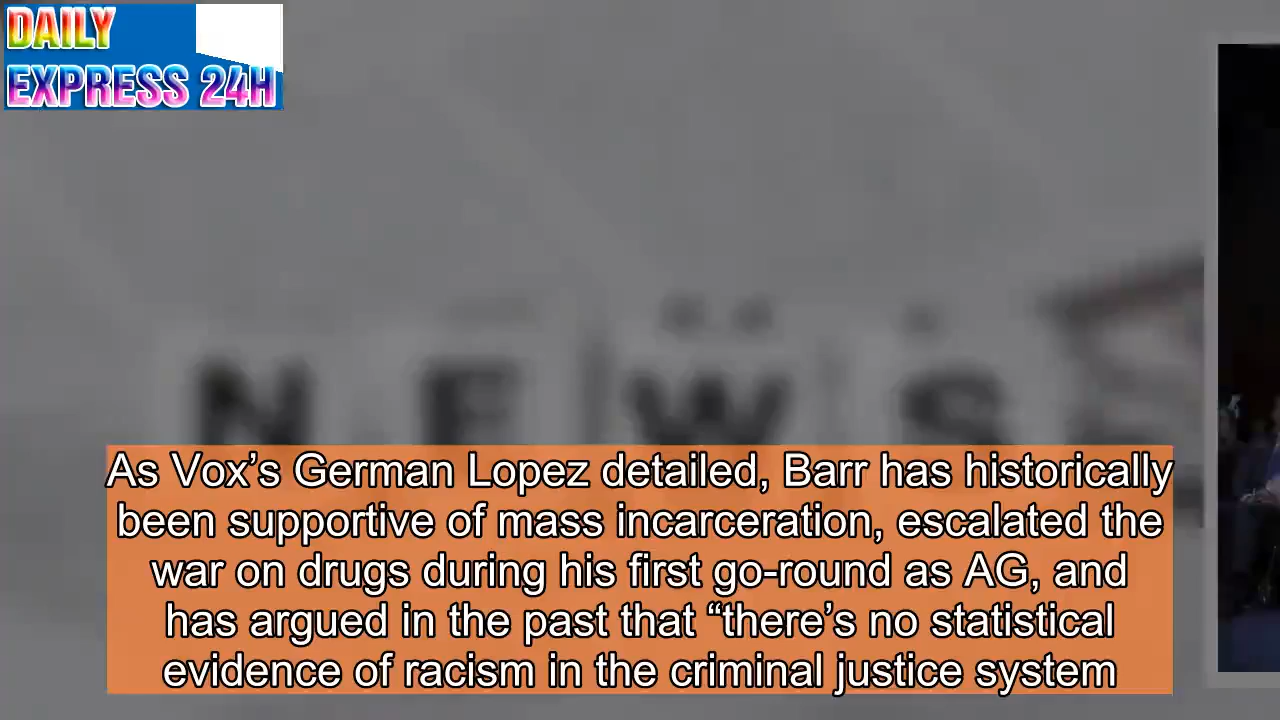 DAILY
EXPRESS 24H
NEWS
As Vox’s German Lopez detailed, Barr has historically
been supportive of mass incarceration, escalated the
war on drugs during his first go-round as AG, and
has argued in the past that “there’s no statistical
evidence of racism in the criminal justice system